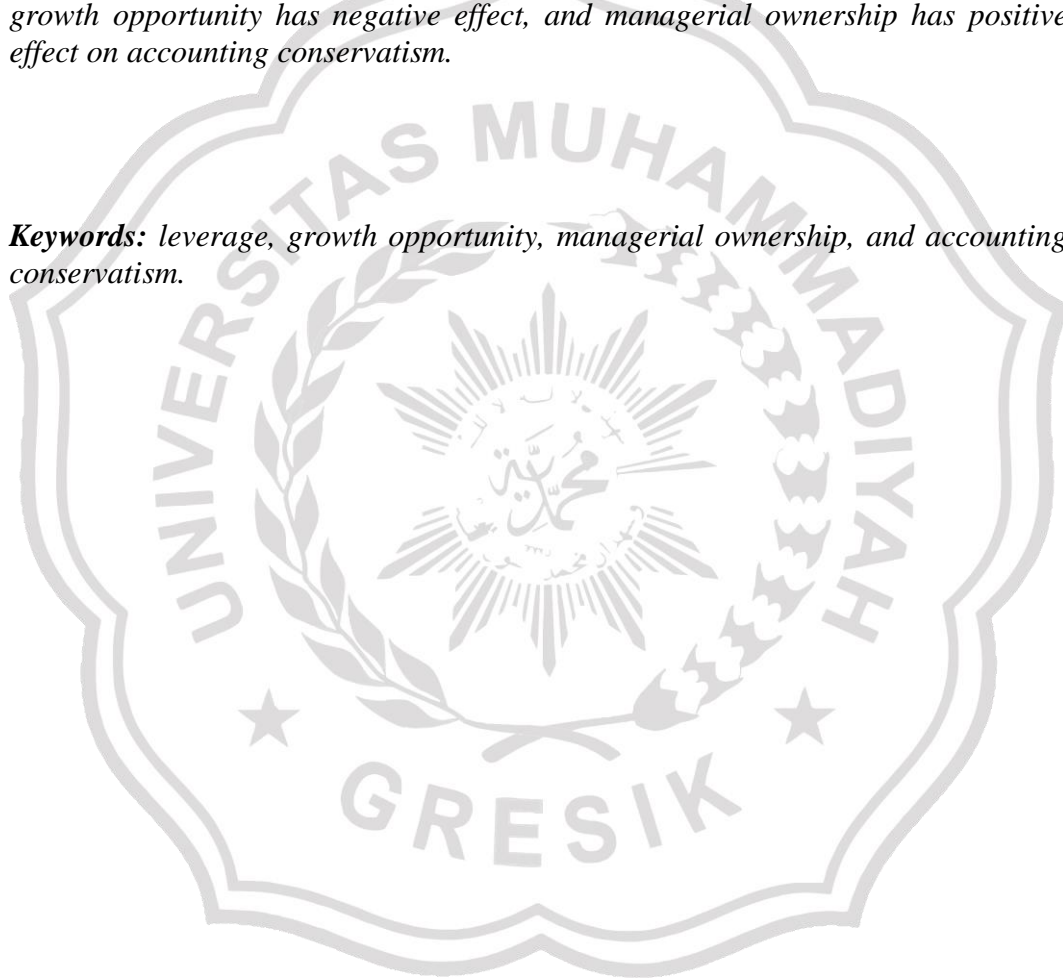 growth opportunity has negative effect, and managerial ownership has positive
effect on accounting conservatism.
UNIVERSITAS MUHAMMADIYAH
Keywords: leverage, growth opportunity, managerial ownership, and accounting
conservatism.
GRESIK